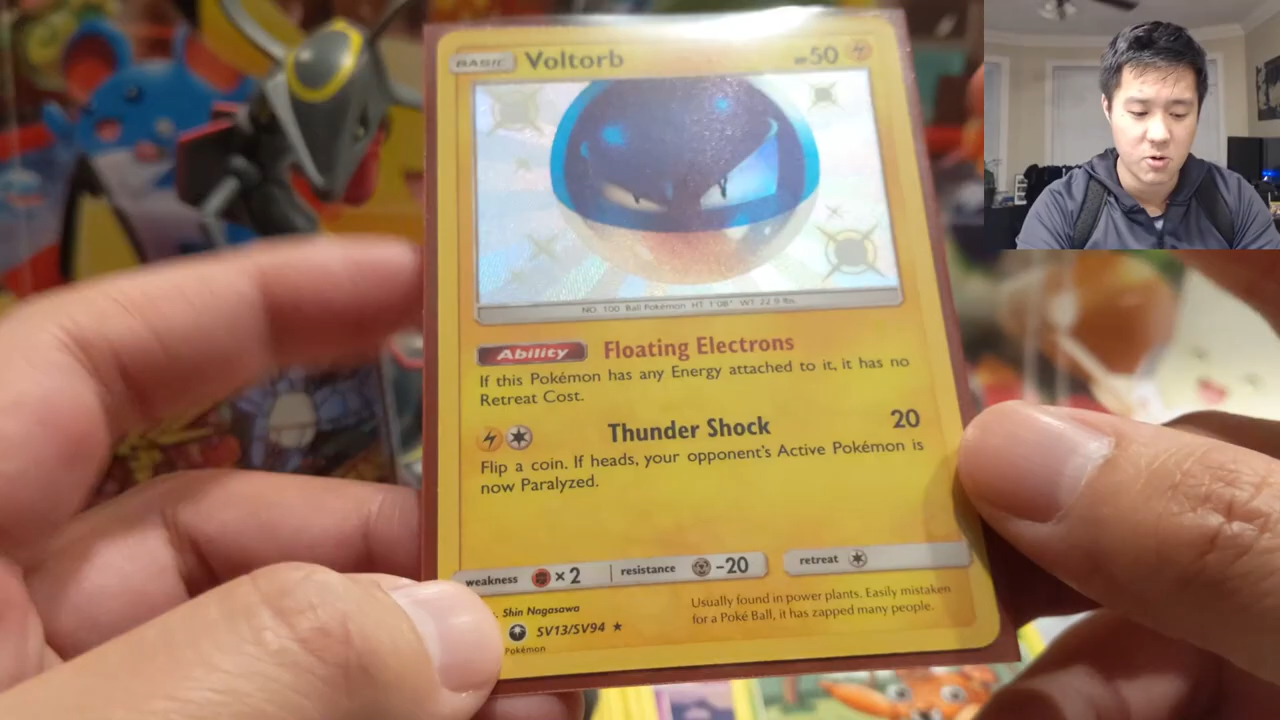 BASIC Voltorb HP 50
NO. 100 Ball Pokémon HT 1'08" WT 22.9 lbs.
Ability Floating Electrons
If this Pokémon has any Energy attached to it, it has no
Retreat Cost.
Thunder Shock 20
Flip a coin. If heads, your opponent's Active Pokémon is
now Paralyzed.
weakness ×2 resistance -20 retreat
Shin Nagasawa
SV13/SV94
Pokémon
Usually found in power plants. Easily mistaken
for a Poké Ball, it has zapped many people.